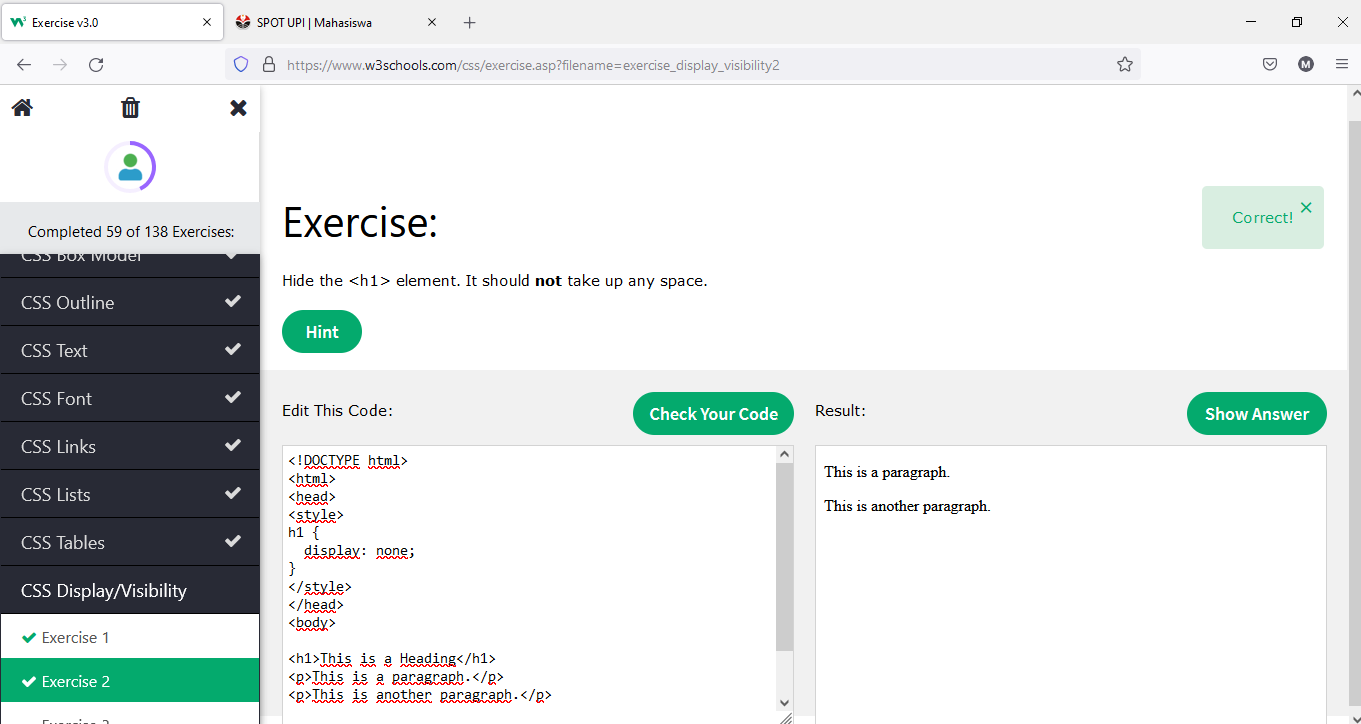 Exercise v3.0
SPOT UPI | Mahasiswa
https://www.w3schools.com/css/exercise.asp?filename=exercise_display_visibility2
M
Completed 59 of 138 Exercises:
CSS Box Model
CSS Outline
CSS Text
CSS Font
CSS Links
CSS Lists
CSS Tables
CSS Display/Visibility
Exercise 1
Exercise 2
Exercise:
Correct!
Hide the <h1> element. It should not take up any space.
Hint
Edit This Code:
Check Your Code
Result:
Show Answer
<!DOCTYPE html>
<html>
<head>
<style>
h1 {
  display: none;
}
</style>
</head>
<body>
<h1>This is a Heading</h1>
<p>This is a paragraph.</p>
<p>This is another paragraph.</p>
This is a paragraph.
This is another paragraph.